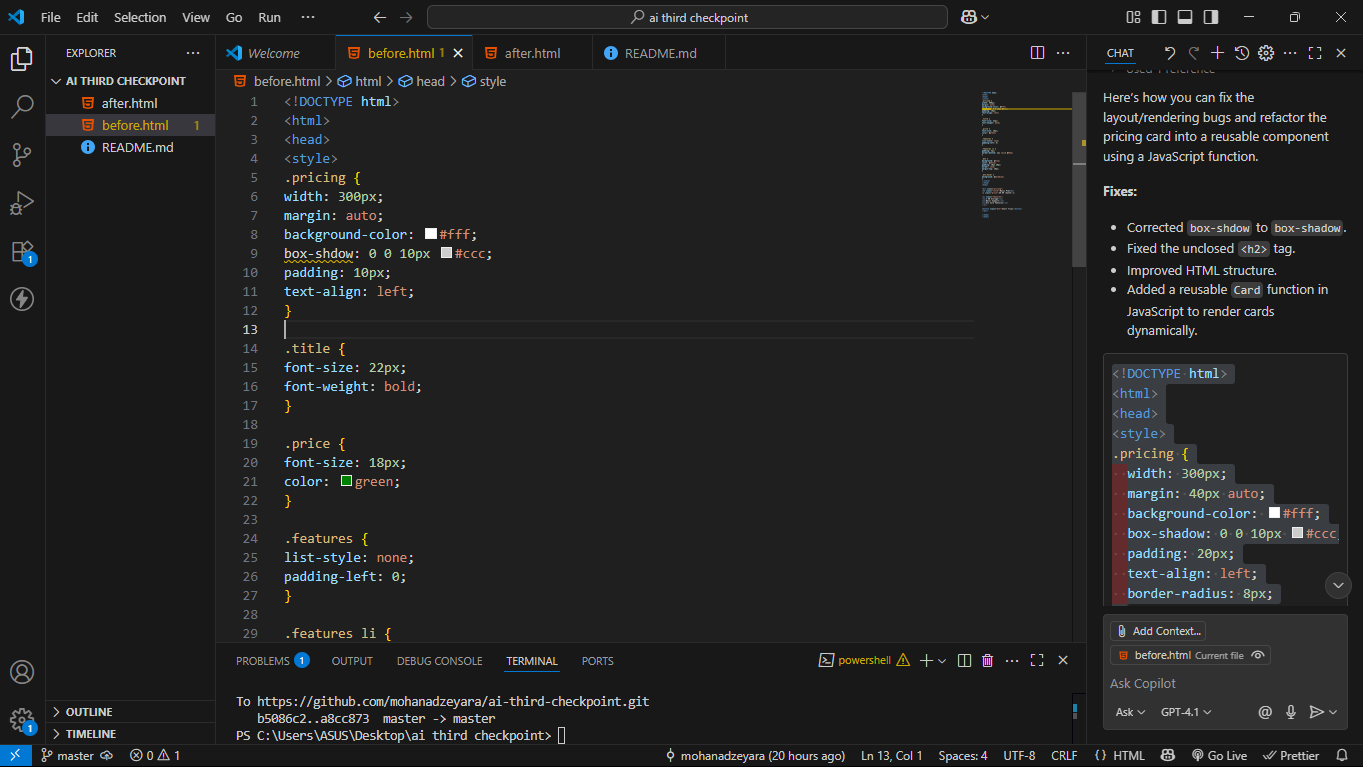 File Edit Selection View Go Run ··· ai third checkpoint
EXPLORER ···
AI THIRD CHECKPOINT
after.html
before.html 1
README.md
OUTLINE
TIMELINE
Welcome before.html 1 after.html README.md ···
before.html > html > head > style
1 <!DOCTYPE html>
2 <html>
3 <head>
4 <style>
5 .pricing {
6 width: 300px;
7 margin: auto;
8 background-color: #fff;
9 box-shdow: 0 0 10px #ccc;
10 padding: 10px;
11 text-align: left;
12 }
13
14 .title {
15 font-size: 22px;
16 font-weight: bold;
17 }
18
19 .price {
20 font-size: 18px;
21 color: green;
22 }
23
24 .features {
25 list-style: none;
26 padding-left: 0;
27 }
28
29 .features li {
PROBLEMS 1 OUTPUT DEBUG CONSOLE TERMINAL PORTS powershell ···
To https://github.com/mohanadzeyara/ai-third-checkpoint.git
b5086c2..a8cc873 master -> master
PS C:\Users\ASUS\Desktop\ai third checkpoint>
CHAT ···
Here's how you can fix the
layout/rendering bugs and refactor the
pricing card into a reusable component
using a JavaScript function.
Fixes:
• Corrected box-shdow to box-shadow.
• Fixed the unclosed <h2> tag.
• Improved HTML structure.
• Added a reusable Card function in
JavaScript to render cards
dynamically.
<!DOCTYPE html>
<html>
<head>
<style>
.pricing {
width: 300px;
margin: 40px auto;
background-color: #fff;
box-shadow: 0 0 10px #ccc
padding: 20px;
text-align: left;
border-radius: 8px;
Add Context...
before.html Current file
Ask Copilot
Ask GPT-4.1
1
1
master 0 1 mohanadzeyara (20 hours ago) Ln 13, Col 1 Spaces: 4 UTF-8 CRLF {} HTML Go Live Prettier